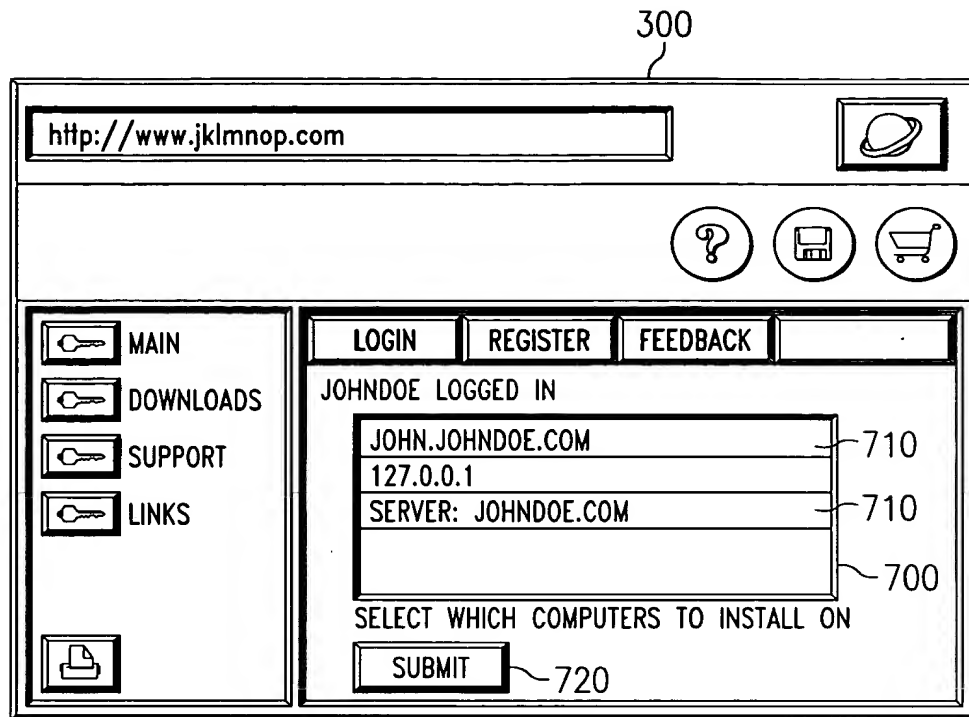 300
http://www.jklmnop.com
?
MAIN
DOWNLOADS
SUPPORT
LINKS
LOGIN REGISTER FEEDBACK
JOHNDOE LOGGED IN
JOHN.JOHNDOE.COM 710
127.0.0.1
SERVER: JOHNDOE.COM 710
700
SELECT WHICH COMPUTERS TO INSTALL ON
SUBMIT 720